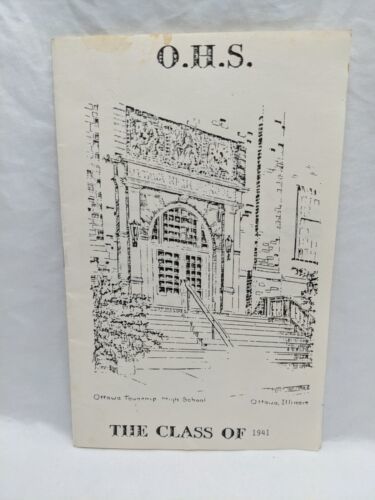 O.H.S.
Ottawa Township High School
Ottawa, Illinois
THE CLASS OF 1941